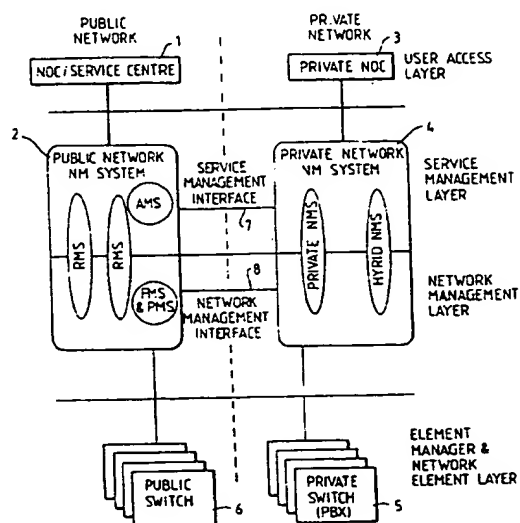 PUBLIC
NETWORK
PRIVATE
NETWORK
1
3
NOC/SERVICE CENTRE
PRIVATE NOC
USER ACCESS
LAYER
2
4
PUBLIC NETWORK
NM SYSTEM
SERVICE
MANAGEMENT
INTERFACE
PRIVATE NETWORK
NM SYSTEM
SERVICE
MANAGEMENT
LAYER
AMS
7
RMS
RMS
PRIVATE NMS
HYRID NMS
8
FMS
& PMS
NETWORK
MANAGEMENT
INTERFACE
NETWORK
MANAGEMENT
LAYER
PUBLIC
SWITCH
6
PRIVATE
SWITCH
(PBX)
5
ELEMENT
MANAGER &
NETWORK
ELEMENT LAYER